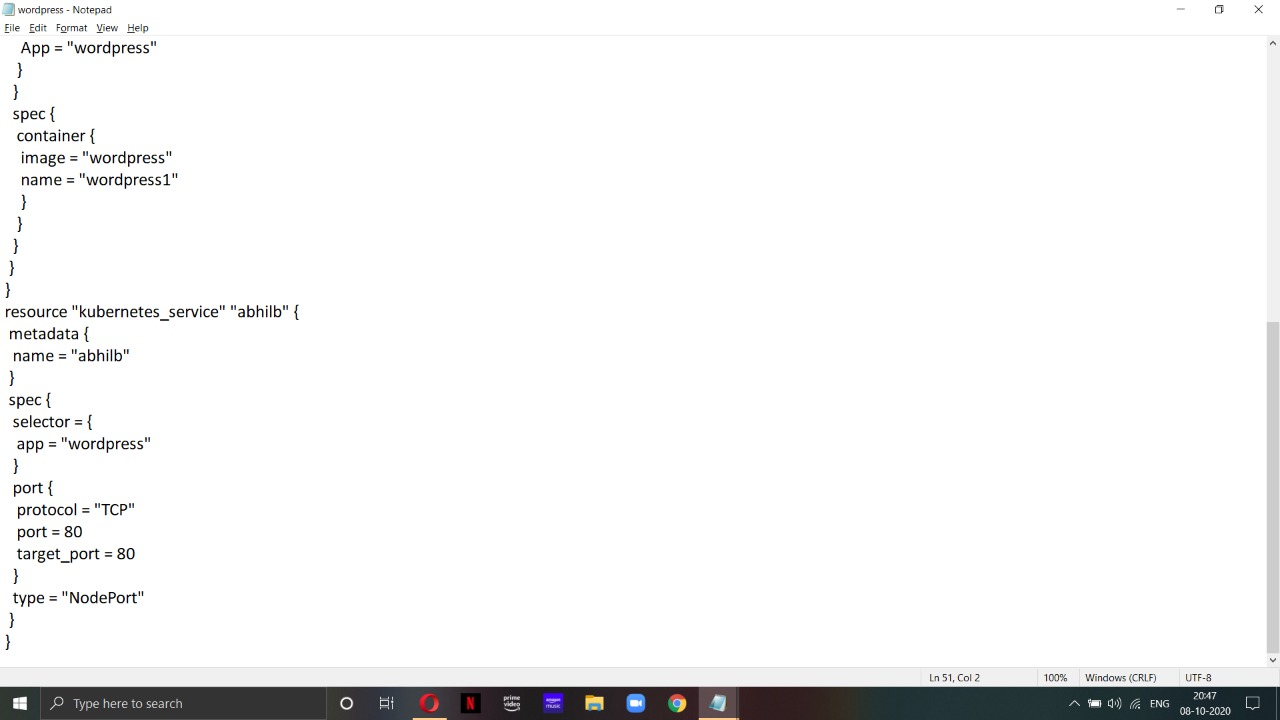 wordpress - Notepad
File Edit Format View Help
App = "wordpress"
}
}
spec {
container {
image = "wordpress"
name = "wordpress1"
}
}
}
}
}
resource "kubernetes_service" "abhilb" {
metadata {
name = "abhilb"
}
spec {
selector = {
app = "wordpress"
}
port {
protocol = "TCP"
port = 80
target_port = 80
}
type = "NodePort"
}
}
Ln 51, Col 2 100% Windows (CRLF) UTF-8
Type here to search
N
prime video
amazon music
ENG
20:47
08-10-2020